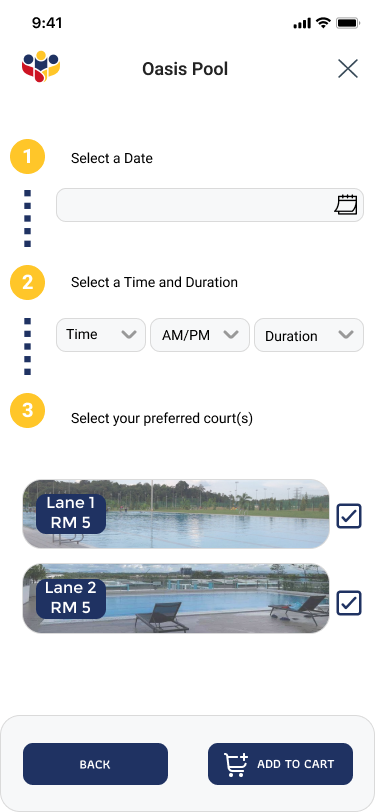 9:41
Oasis Pool
1
Select a Date
2
Select a Time and Duration
Time
AM/PM
Duration
3
Select your preferred court(s)
Lane 1
RM 5
Lane 2
RM 5
BACK
ADD TO CART